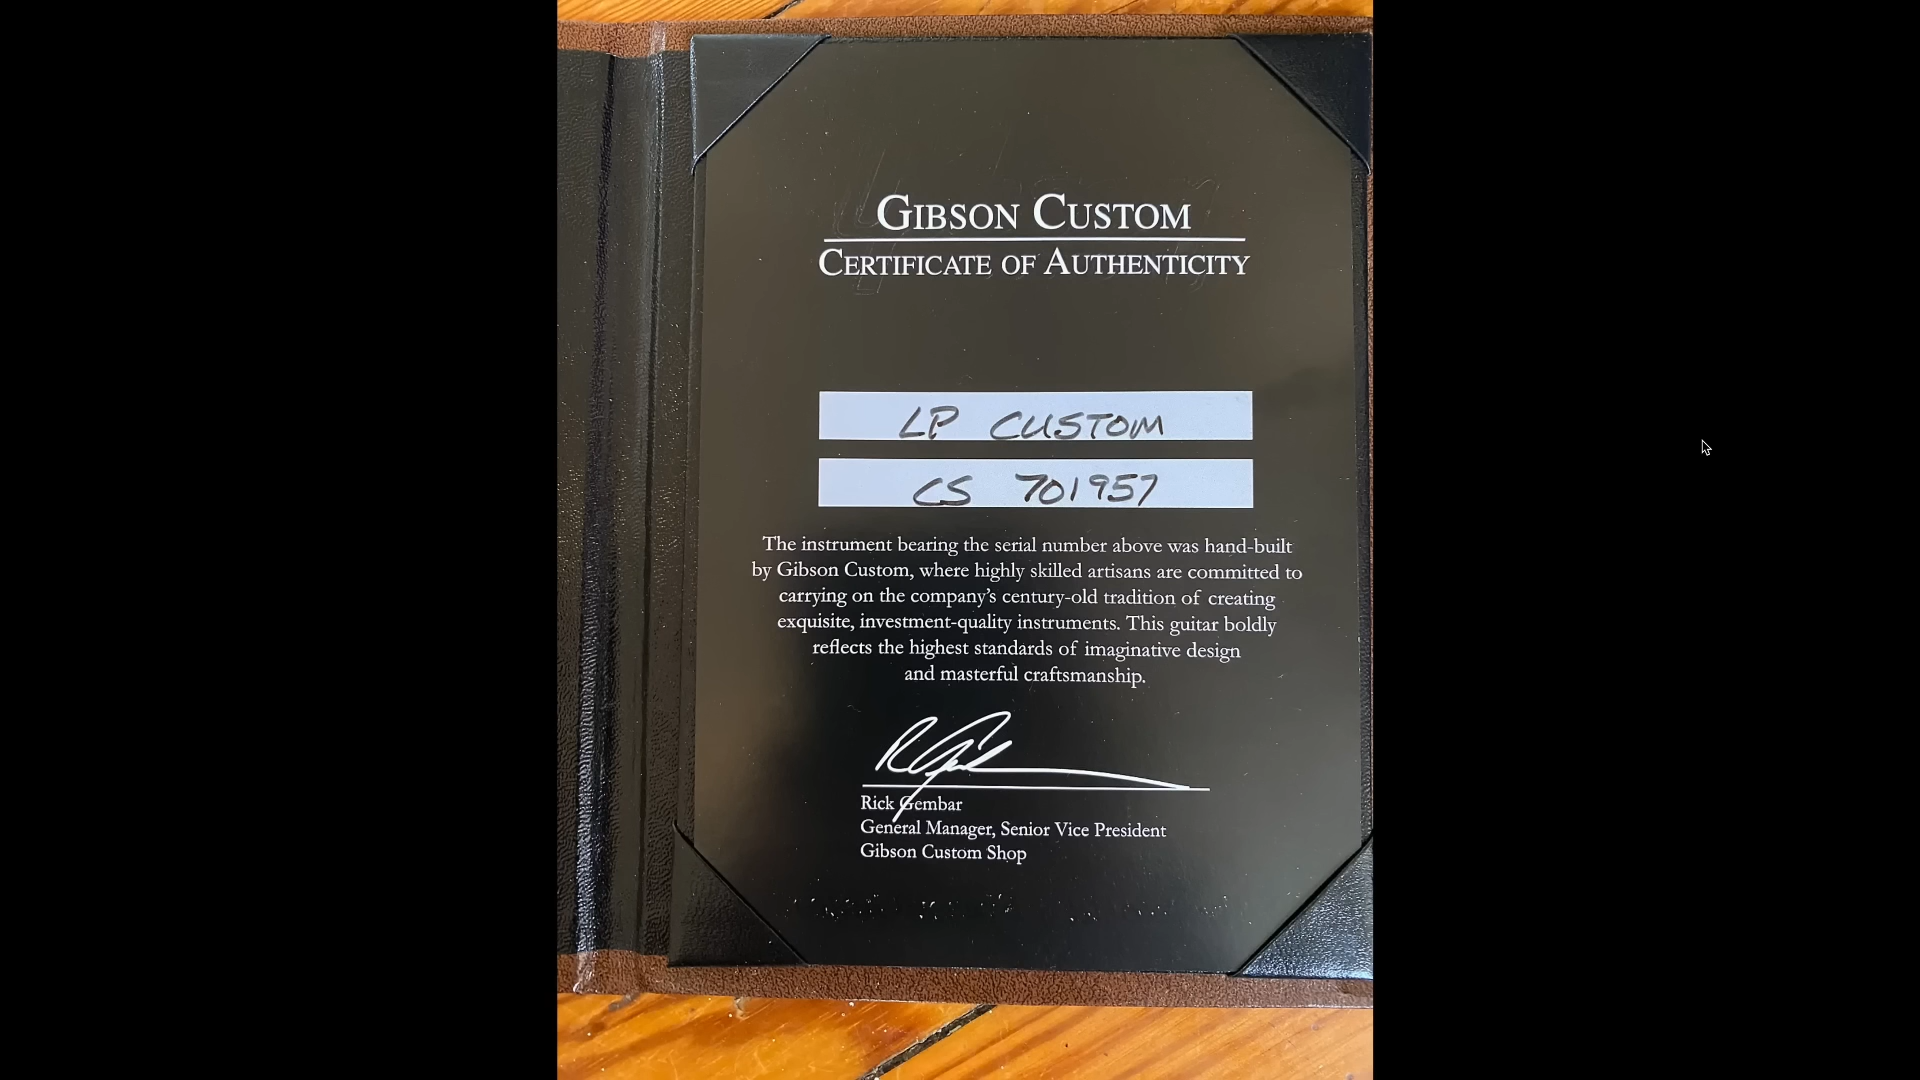 GIBSON CUSTOM
CERTIFICATE OF AUTHENTICITY
LP CUSTOM
CS 701957
The instrument bearing the serial number above was hand-built
by Gibson Custom, where highly skilled artisans are committed to
carrying on the company's century-old tradition of creating
exquisite, investment-quality instruments. This guitar boldly
reflects the highest standards of imaginative design
and masterful craftsmanship.
Rick Gembar
General Manager, Senior Vice President
Gibson Custom Shop